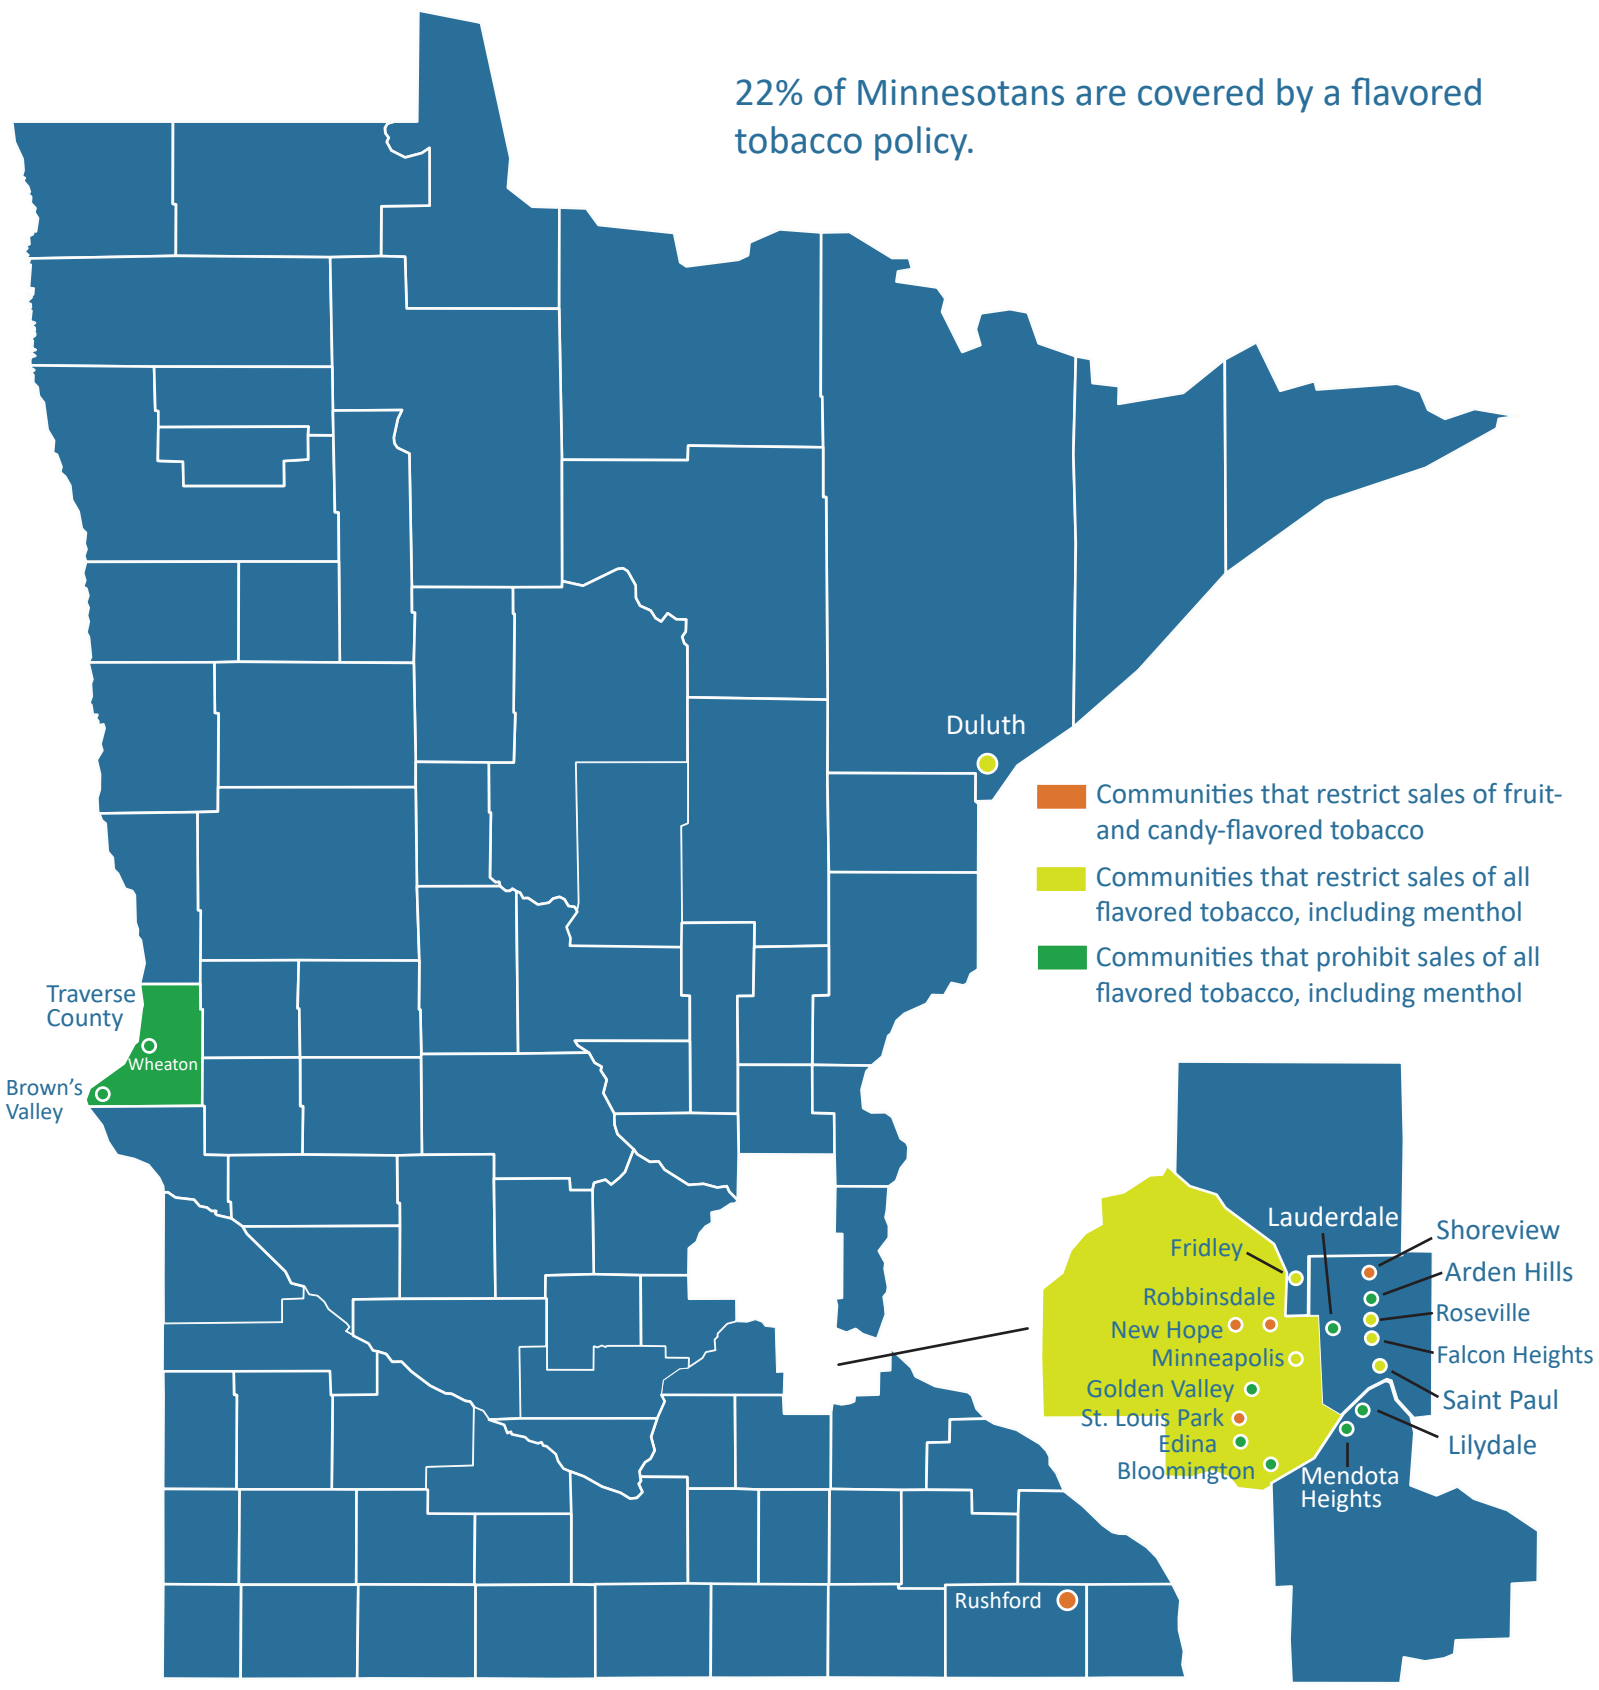 22% of Minnesotans are covered by a flavored
tobacco policy.
Duluth
Communities that restrict sales of fruit-
and candy-flavored tobacco
Communities that restrict sales of all
flavored tobacco, including menthol
Communities that prohibit sales of all
flavored tobacco, including menthol
Traverse
County
Wheaton
Brown's
Valley
Lauderdale
Shoreview
Fridley
Arden Hills
Robbinsdale
Roseville
New Hope
Falcon Heights
Minneapolis
Golden Valley
Saint Paul
St. Louis Park
Edina
Lilydale
Bloomington
Mendota
Heights
Rushford